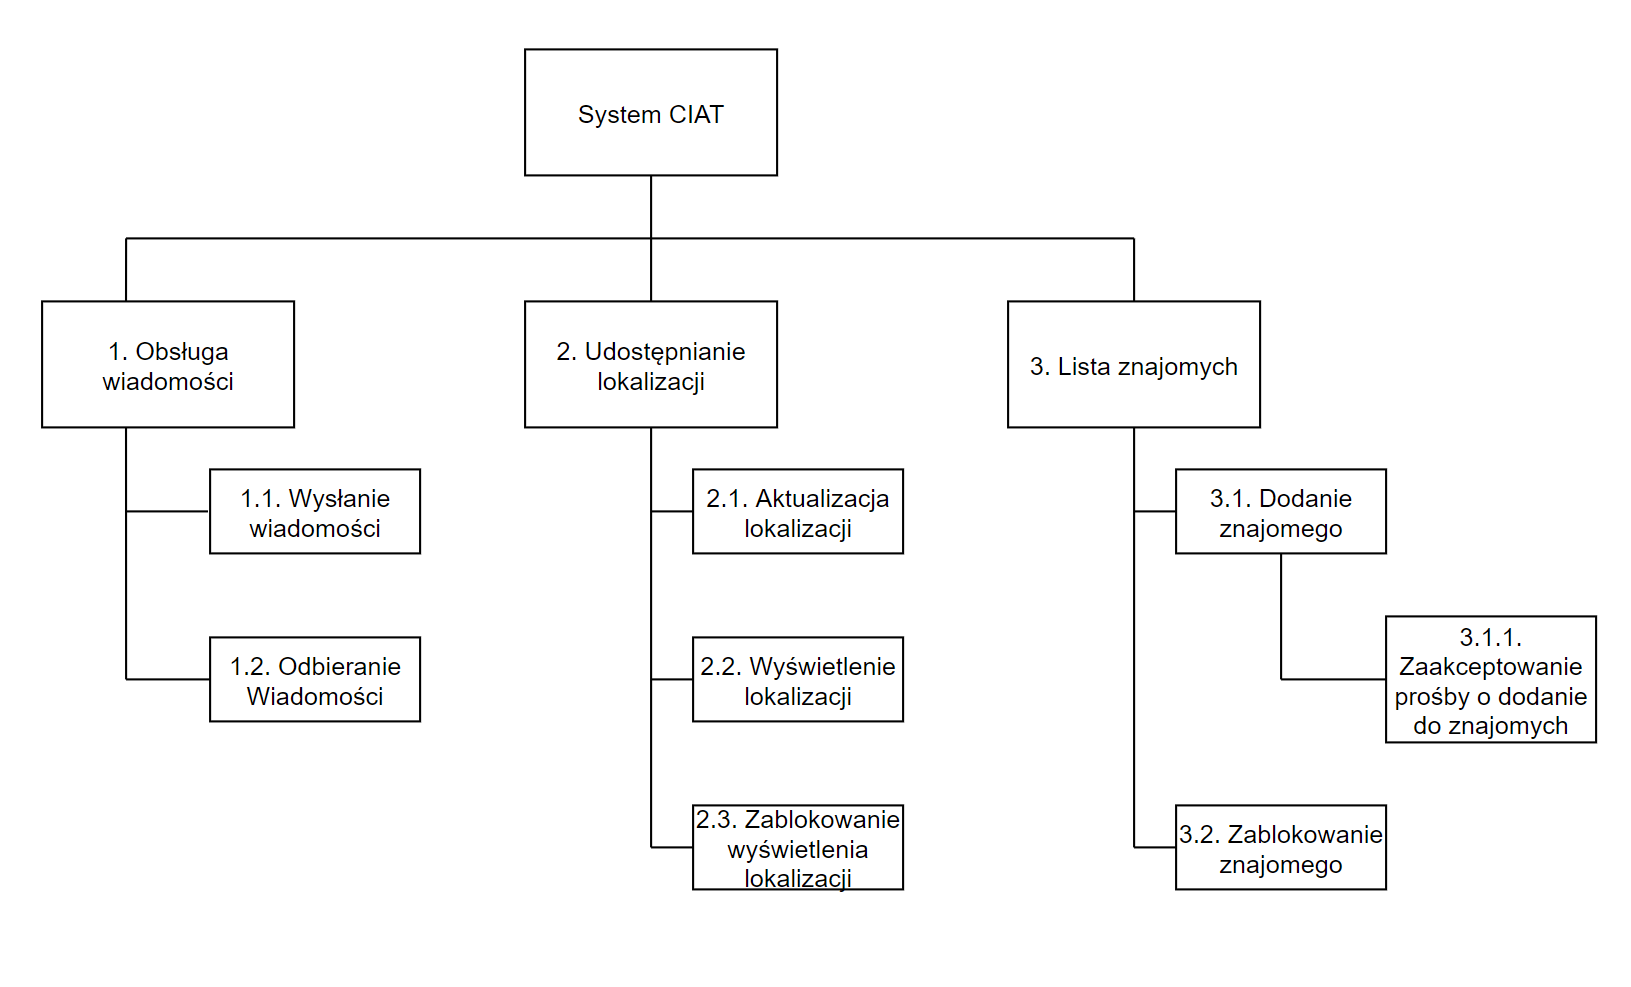 System CIAT
1. Obsługa
wiadomości
2. Udostępnianie
lokalizacji
3. Lista znajomych
1.1. Wysłanie
wiadomości
2.1. Aktualizacja
lokalizacji
3.1. Dodanie
znajomego
1.2. Odbieranie
Wiadomości
2.2. Wyświetlenie
lokalizacji
3.1.1.
Zaakceptowanie
prośby o dodanie
do znajomych
2.3. Zablokowanie
wyświetlenia
lokalizacji
3.2. Zablokowanie
znajomego